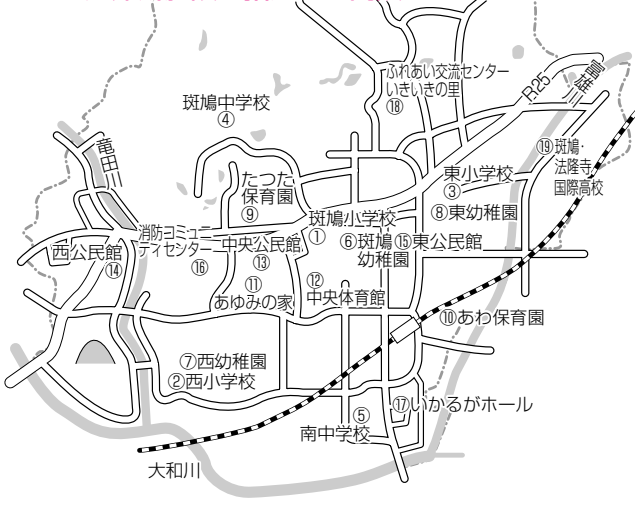 ふれあい交流センター
いきいきの里
⑱
R25
富雄川
斑鳩中学校
④
竜田川
⑲斑鳩・
法隆寺
国際高校
東小学校
③
たつた
保育園
⑨
⑧東幼稚園
斑鳩小学校
①
消防コミュニ
ティセンター
⑯
中央公民館
⑬
⑥斑鳩
幼稚園
⑮東公民館
西公民館
⑭
⑪
あゆみの家
⑫
中央体育館
⑩あわ保育園
⑦西幼稚園
②西小学校
⑤
南中学校
⑰いかるがホール
大和川